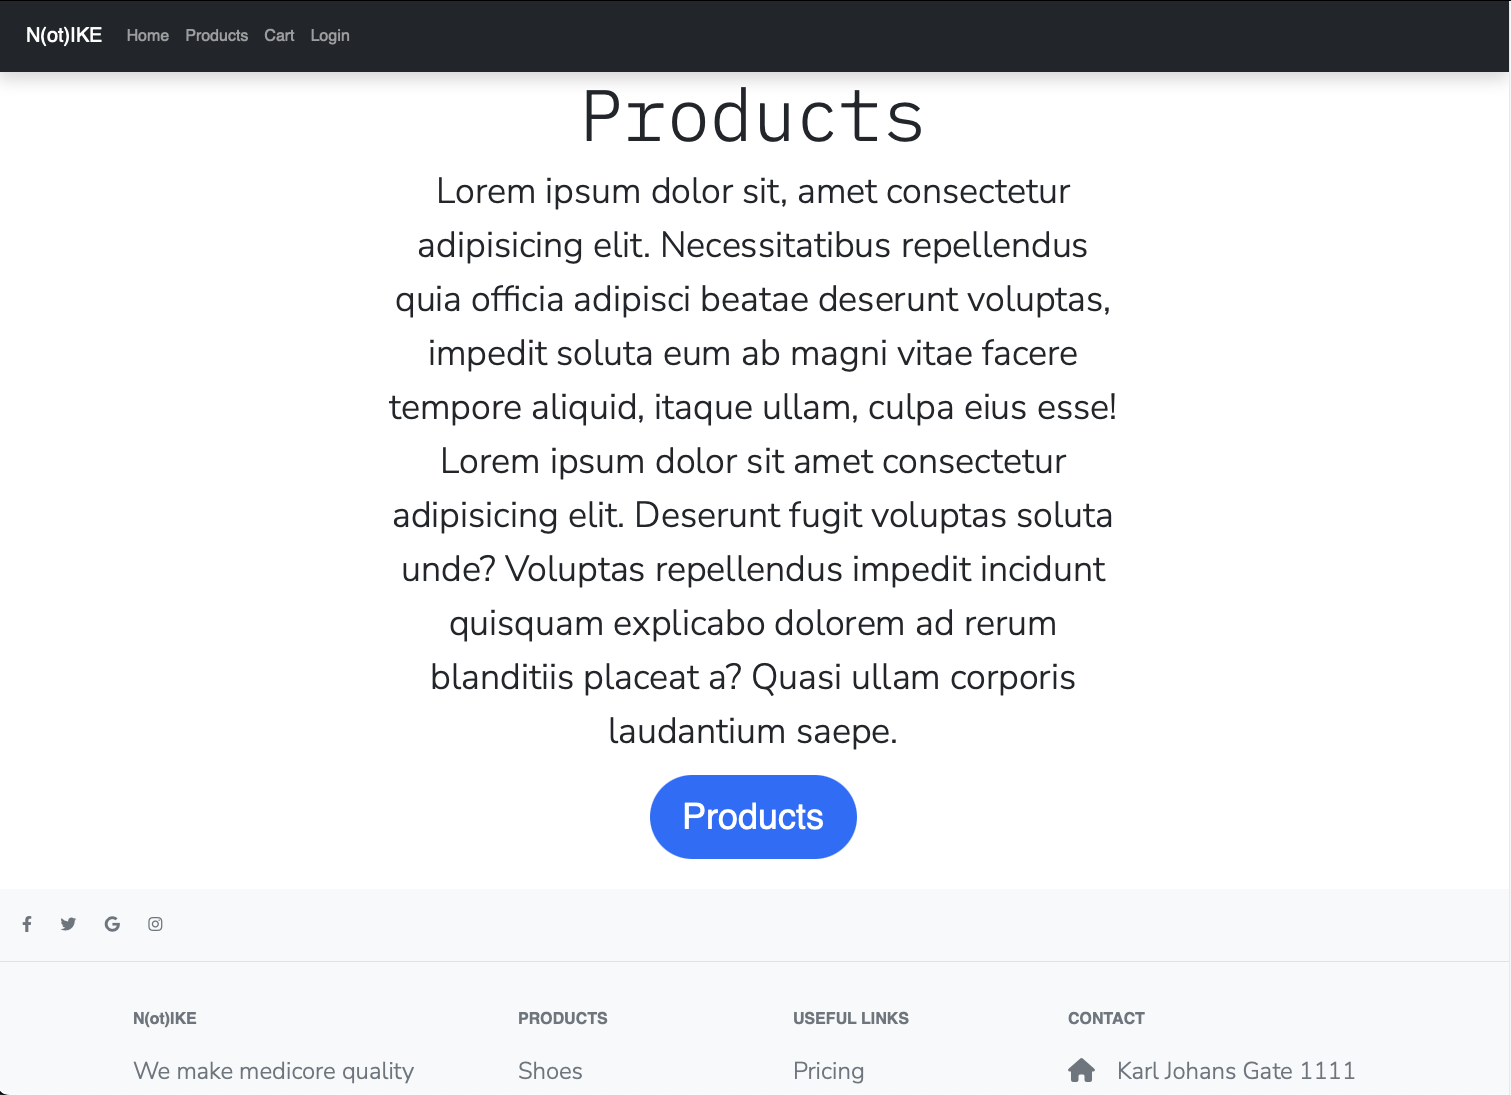 N(ot)IKE Home Products Cart Login
Products
Lorem ipsum dolor sit, amet consectetur
adipisicing elit. Necessitatibus repellendus
quia officia adipisci beatae deserunt voluptas,
impedit soluta eum ab magni vitae facere
tempore aliquid, itaque ullam, culpa eius esse!
Lorem ipsum dolor sit amet consectetur
adipisicing elit. Deserunt fugit voluptas soluta
unde? Voluptas repellendus impedit incidunt
quisquam explicabo dolorem ad rerum
blanditiis placeat a? Quasi ullam corporis
laudantium saepe.
Products
N(ot)IKE
We make medicore quality
PRODUCTS
Shoes
USEFUL LINKS
Pricing
CONTACT
Karl Johans Gate 1111